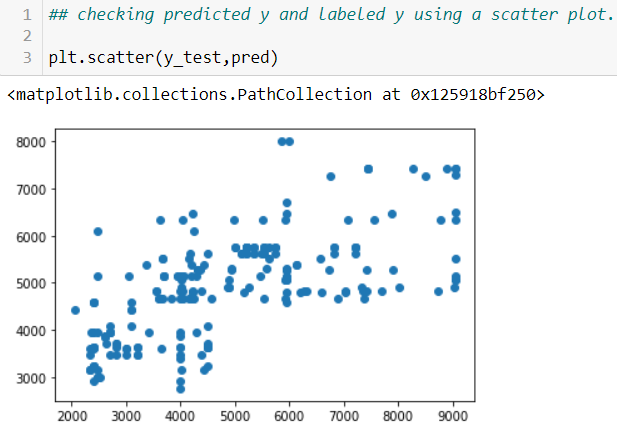 1 ## checking predicted y and labeled y using a scatter plot.
2
3 plt.scatter(y_test,pred)
<matplotlib.collections.PathCollection at 0x125918bf250>
8000
7000
6000
5000
4000
3000
2000 3000 4000 5000 6000 7000 8000 9000